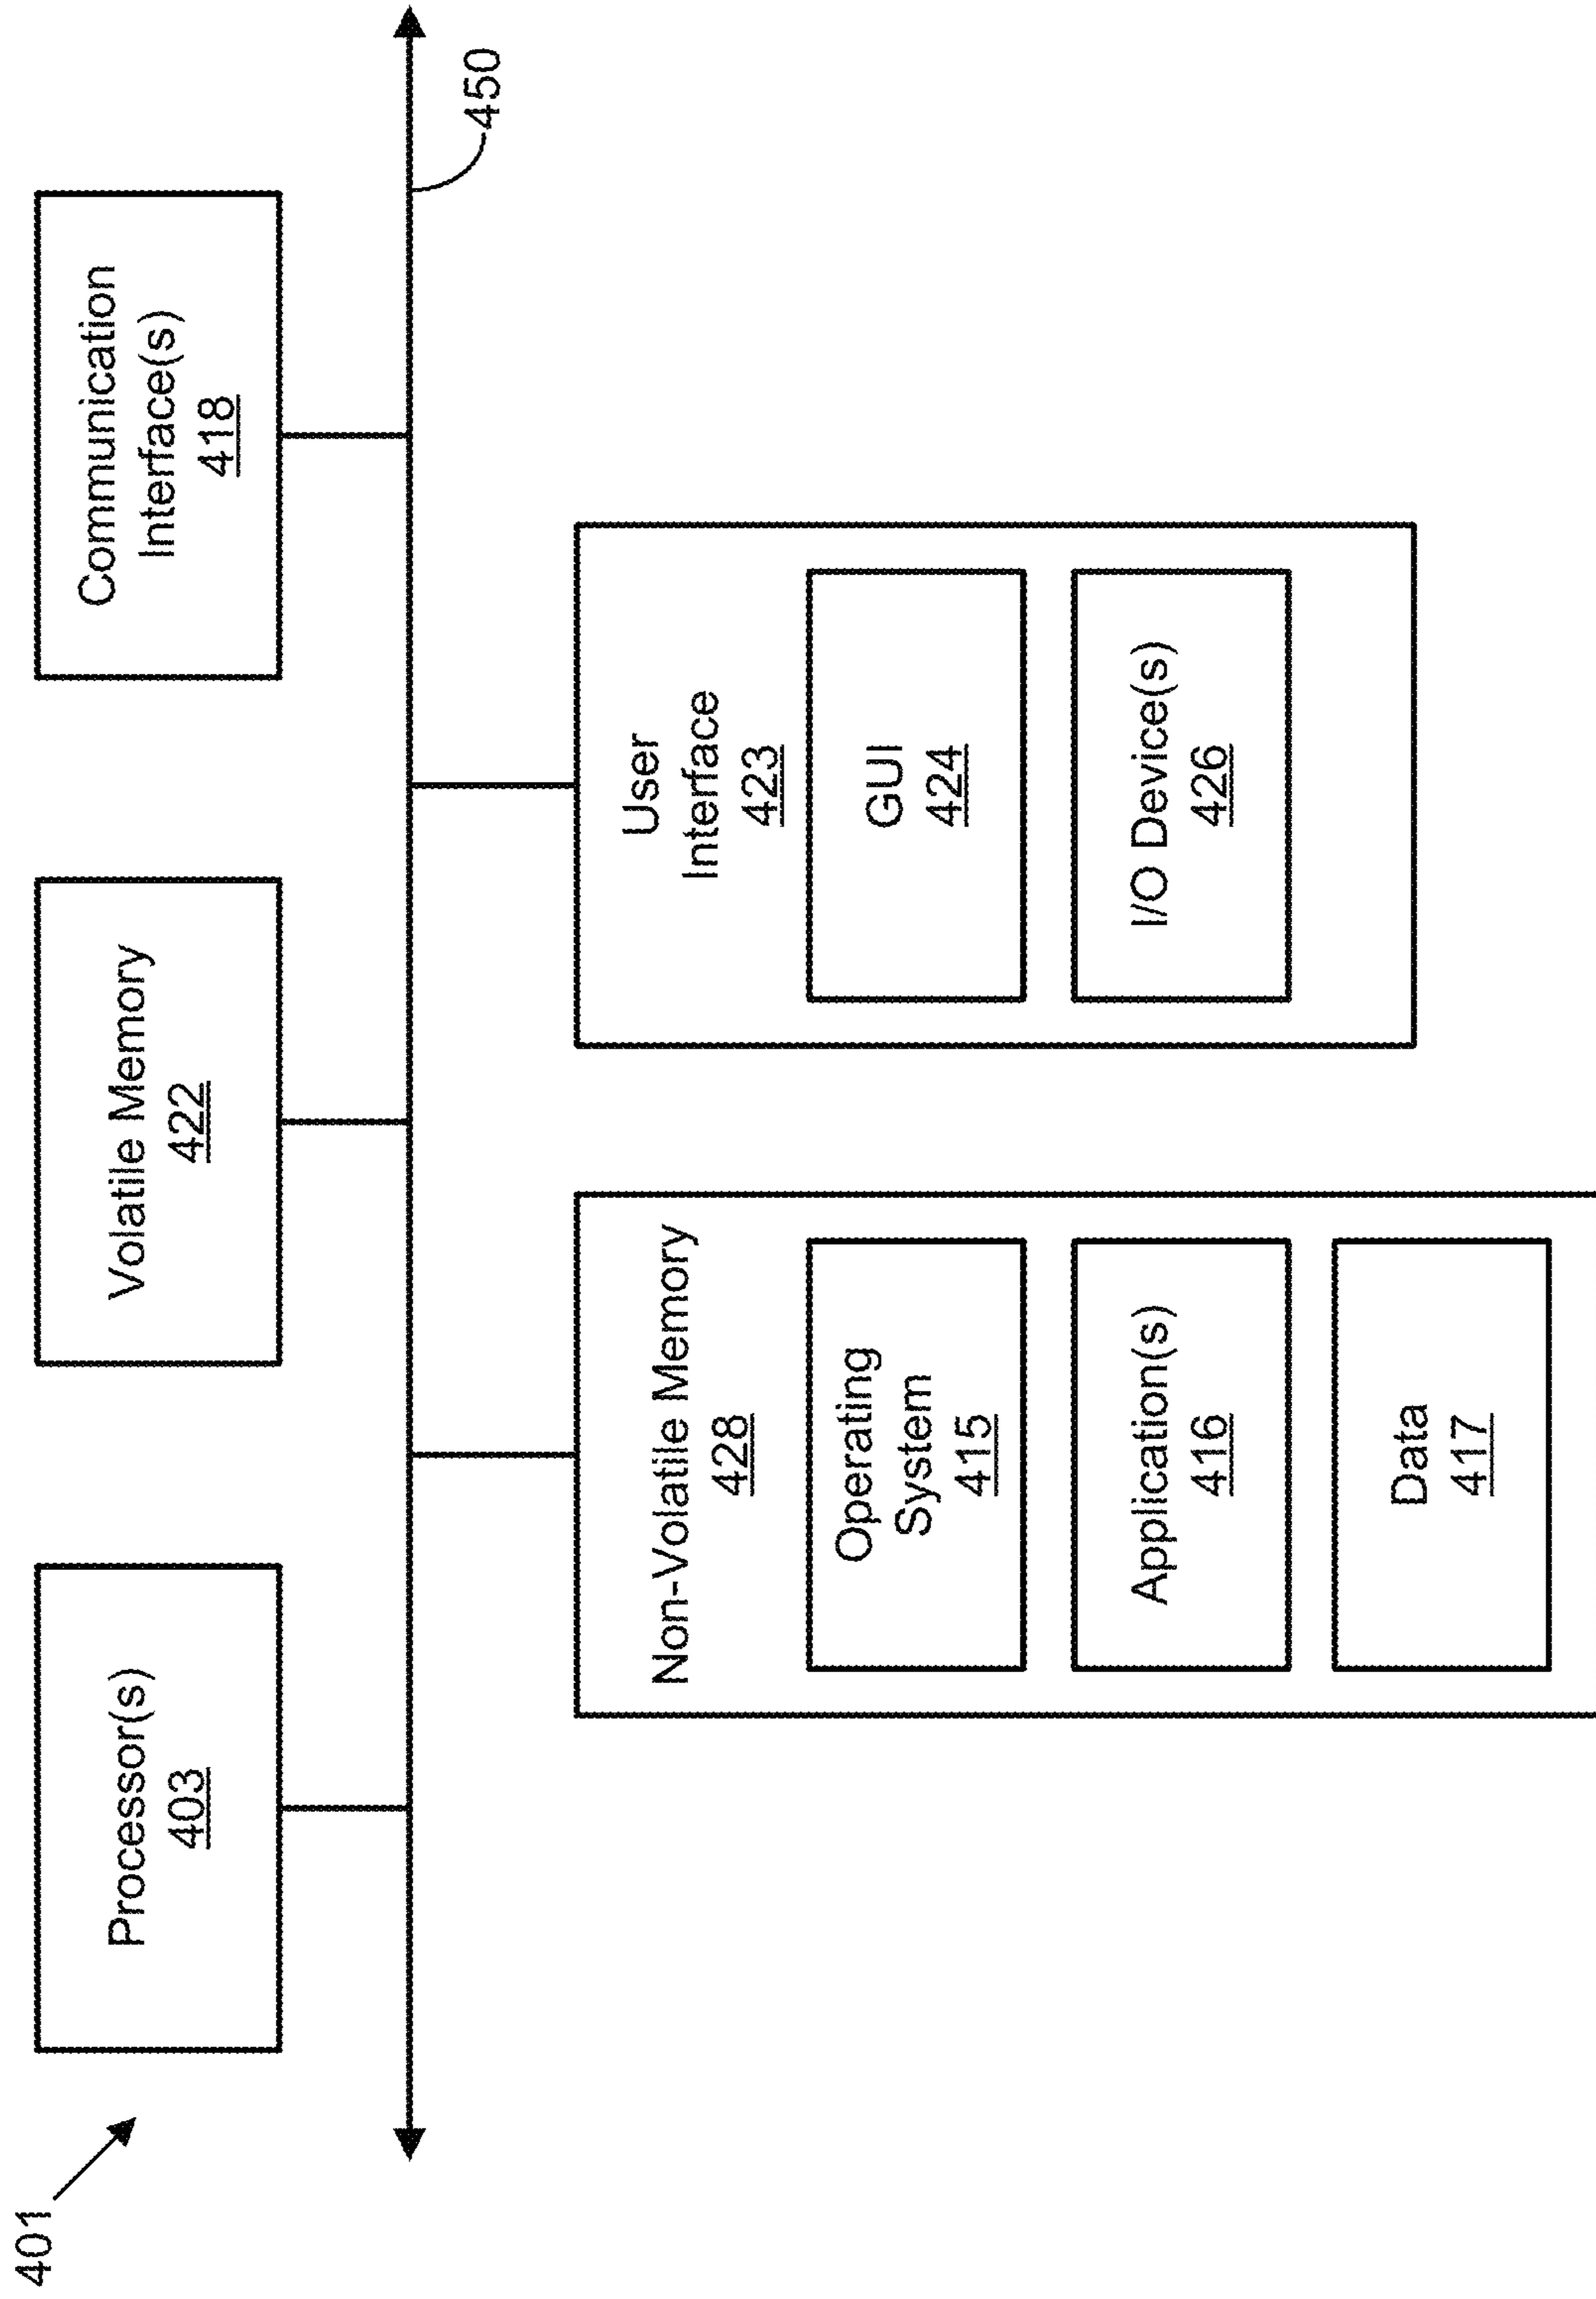 401
Processor(s)
403
Volatile Memory
422
Communication
Interface(s)
418
450
Non-Volatile Memory
428
Operating
System
415
Application(s)
416
Data
417
User
Interface
423
GUI
424
I/O Device(s)
426